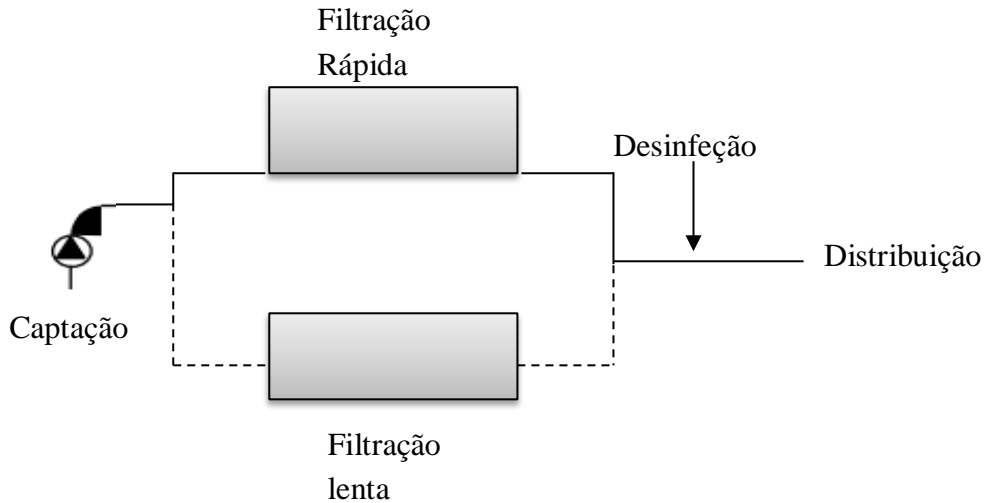 Filtração
Rápida
Desinfeção
Distribuição
Captação
Filtração
lenta